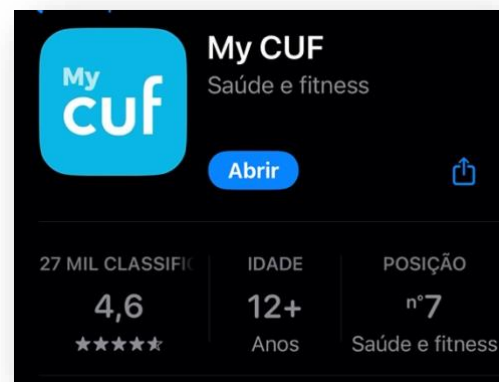 My
cuf
My CUF
Saúde e fitness
Abrir
27 MIL CLASSIFIC
IDADE
POSIÇÃO
4,6
12+
nº7
Anos
Saúde e fitness